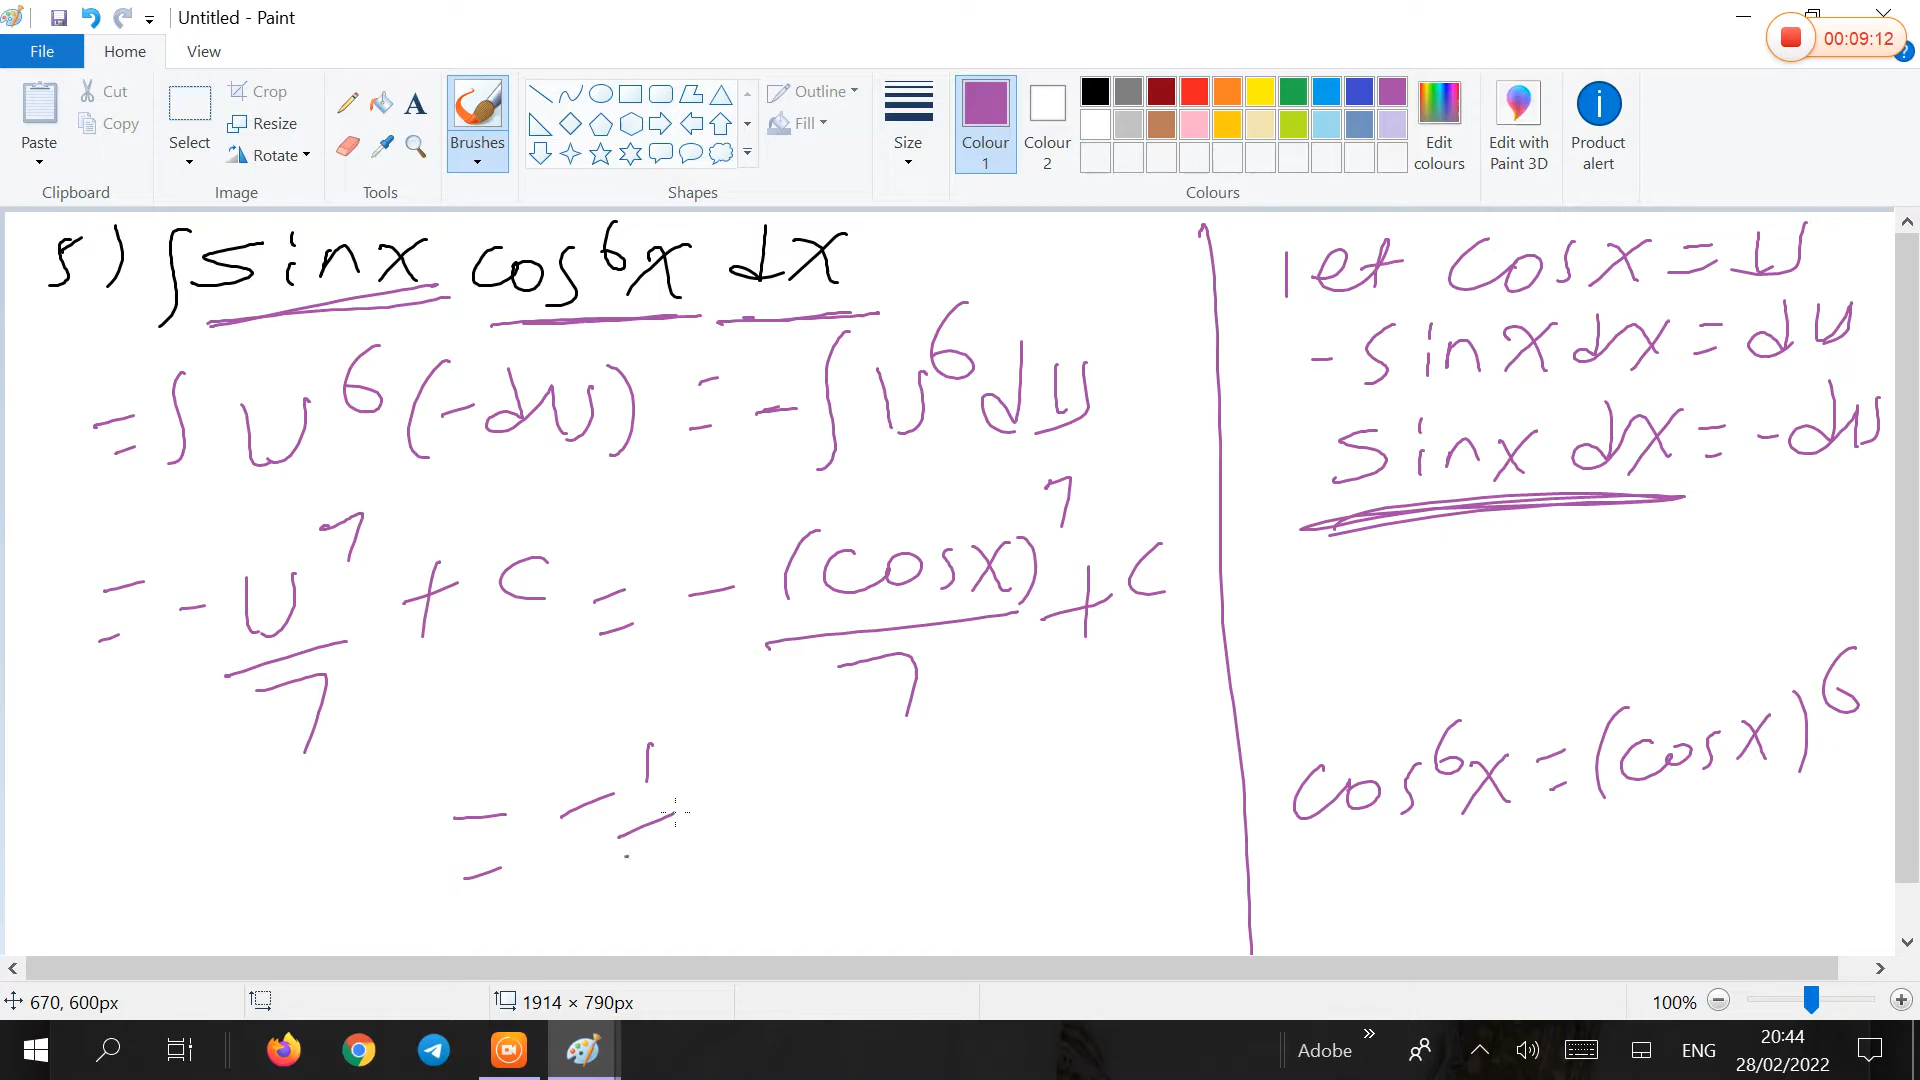 Untitled - Paint
00:09:12
File Home View
Paste
Cut
Copy
Clipboard
Select
Crop
Resize
Rotate
Image
A
Tools
Brushes
Outline
Fill
Shapes
Size
Colour 1
Colour 2
Edit colours
Edit with Paint 3D
Product alert
Colours
5) ∫ sinx cos⁶x dx
= ∫ u⁶ (-du) = - ∫ u⁶ du
= - u⁷/7 + c = - (cosx)⁷/7 + c
= - 1
let cosx = u
- sinx dx = du
sinx dx = -du
cos⁶x = (cosx)⁶
670, 600px
1914 × 790px
100%
Adobe
»
ENG
20:44
28/02/2022